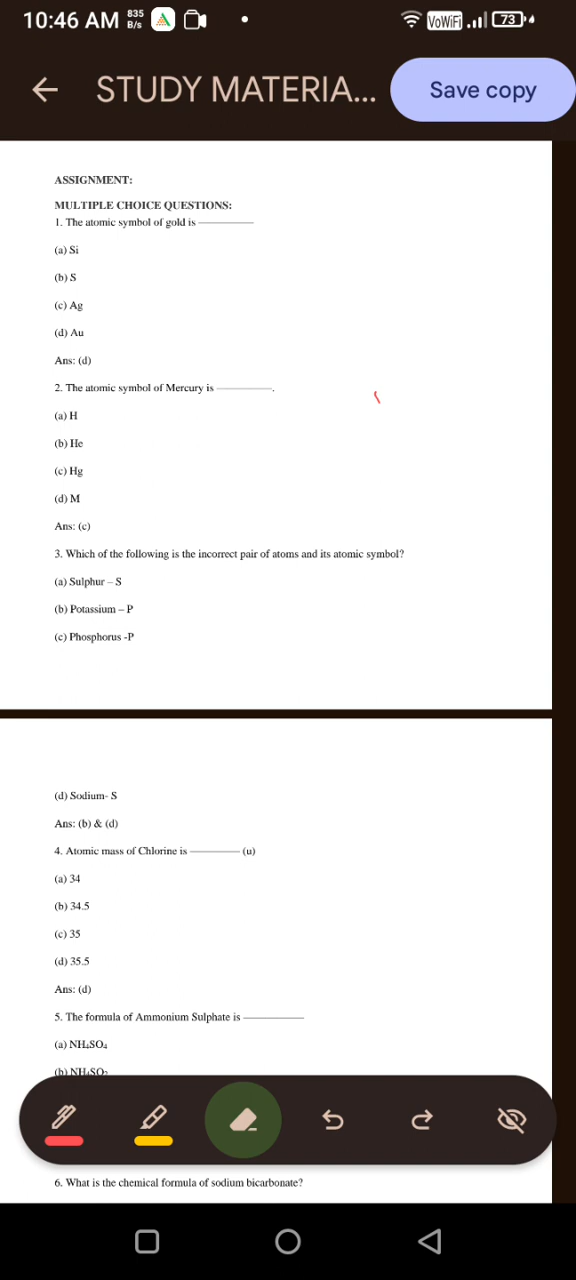 10:46 AM 835 B/s VoWiFi 73
STUDY MATERIA... Save copy
ASSIGNMENT:
MULTIPLE CHOICE QUESTIONS:
1. The atomic symbol of gold is ————
(a) Si
(b) S
(c) Ag
(d) Au
Ans: (d)
2. The atomic symbol of Mercury is ————.
(a) H
(b) He
(c) Hg
(d) M
Ans: (c)
3. Which of the following is the incorrect pair of atoms and its atomic symbol?
(a) Sulphur – S
(b) Potassium – P
(c) Phosphorus -P
(d) Sodium- S
Ans: (b) & (d)
4. Atomic mass of Chlorine is ———— (u)
(a) 34
(b) 34.5
(c) 35
(d) 35.5
Ans: (d)
5. The formula of Ammonium Sulphate is ————
(a) NH₄SO₄
(b)
6. What is the chemical formula of sodium bicarbonate?